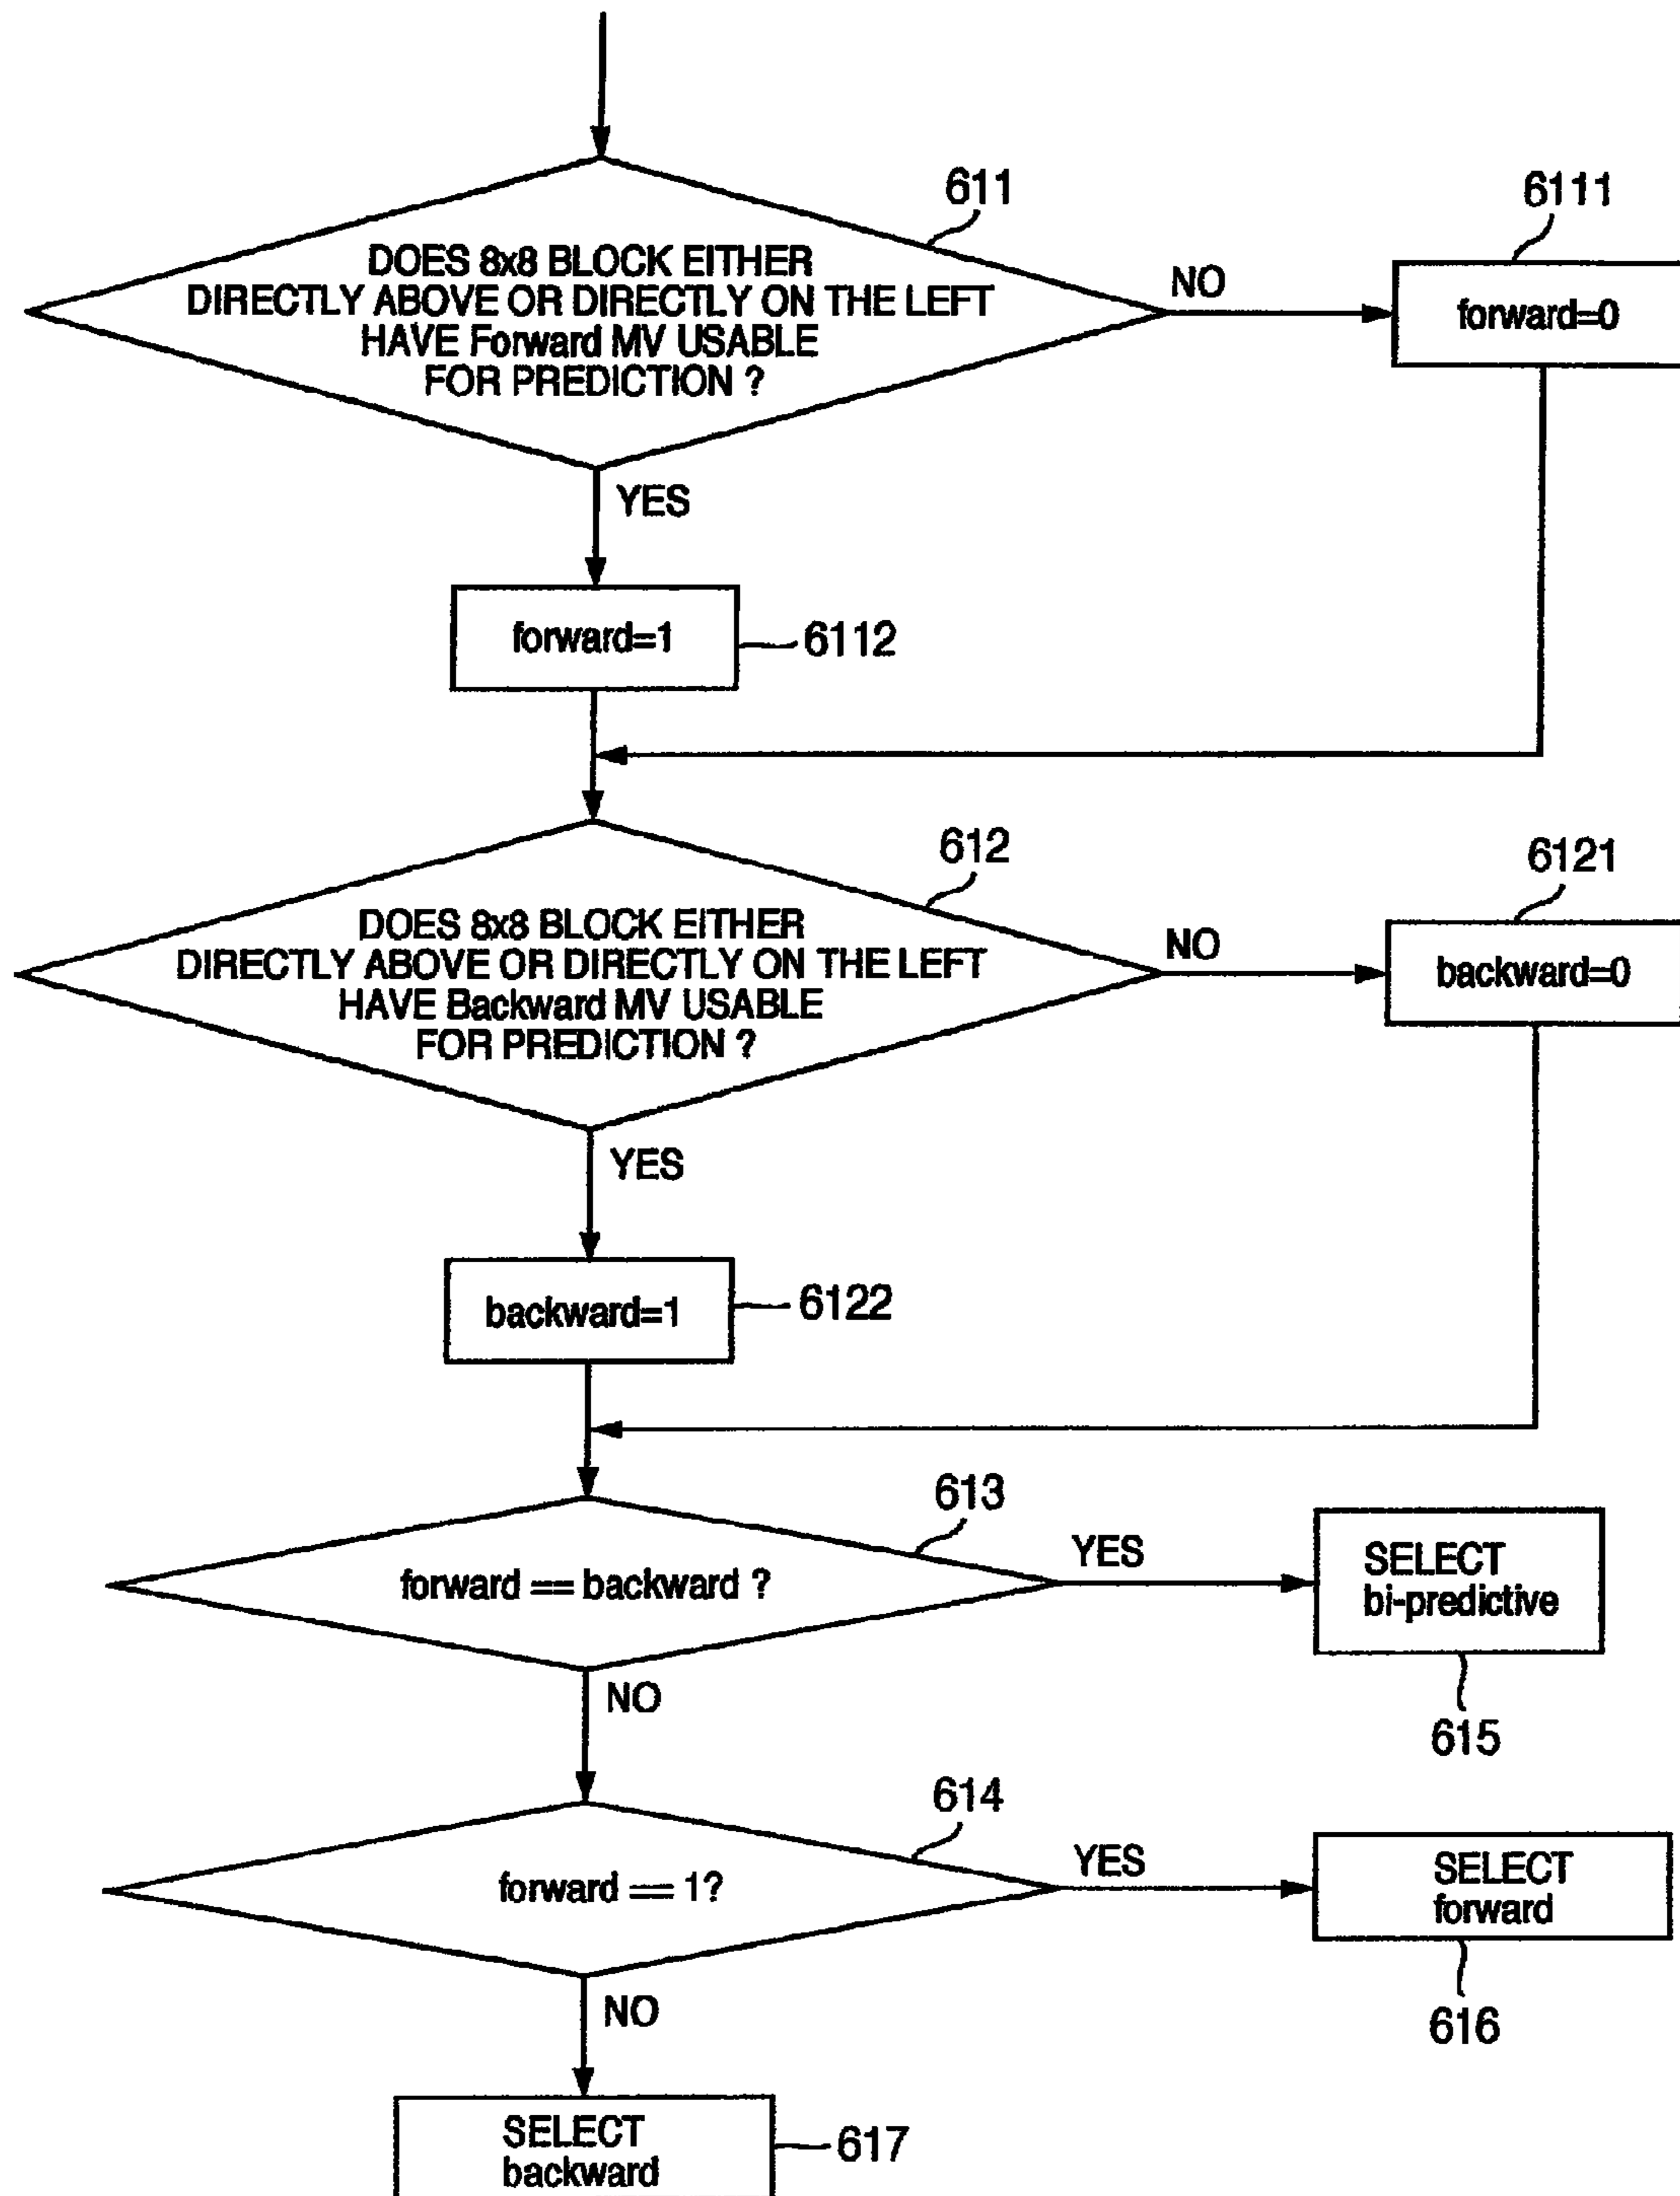 611
6111
DOES 8x8 BLOCK EITHER
DIRECTLY ABOVE OR DIRECTLY ON THE LEFT
HAVE Forward MV USABLE
FOR PREDICTION ?
NO
forward=0
YES
forward=1
6112
612
6121
DOES 8x8 BLOCK EITHER
DIRECTLY ABOVE OR DIRECTLY ON THE LEFT
HAVE Backward MV USABLE
FOR PREDICTION ?
NO
backward=0
YES
backward=1
6122
613
forward == backward ?
YES
SELECT
bi-predictive
615
NO
614
forward == 1?
YES
SELECT
forward
616
NO
SELECT
backward
617